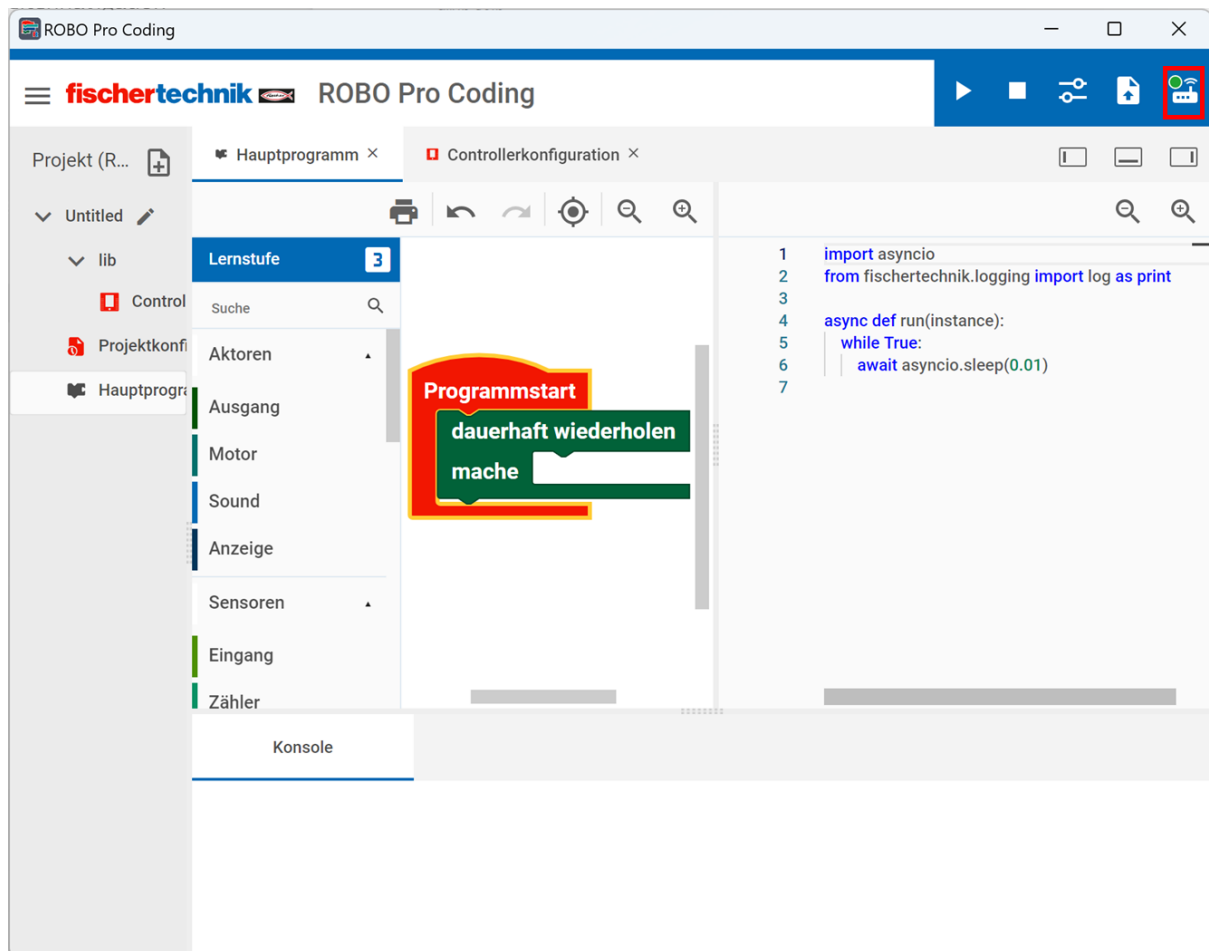 ROBO Pro Coding
fischertechnik ROBO Pro Coding
Projekt (R...
Untitled
lib
Control
Projektkonfi
Hauptprogra
Hauptprogramm
Controllerkonfiguration
Lernstufe 3
Suche
Aktoren
Ausgang
Motor
Sound
Anzeige
Sensoren
Eingang
Zähler
Programmstart
dauerhaft wiederholen
mache
1 import asyncio
2 from fischertechnik.logging import log as print
3
4 async def run(instance):
5 while True:
6 await asyncio.sleep(0.01)
7
Konsole